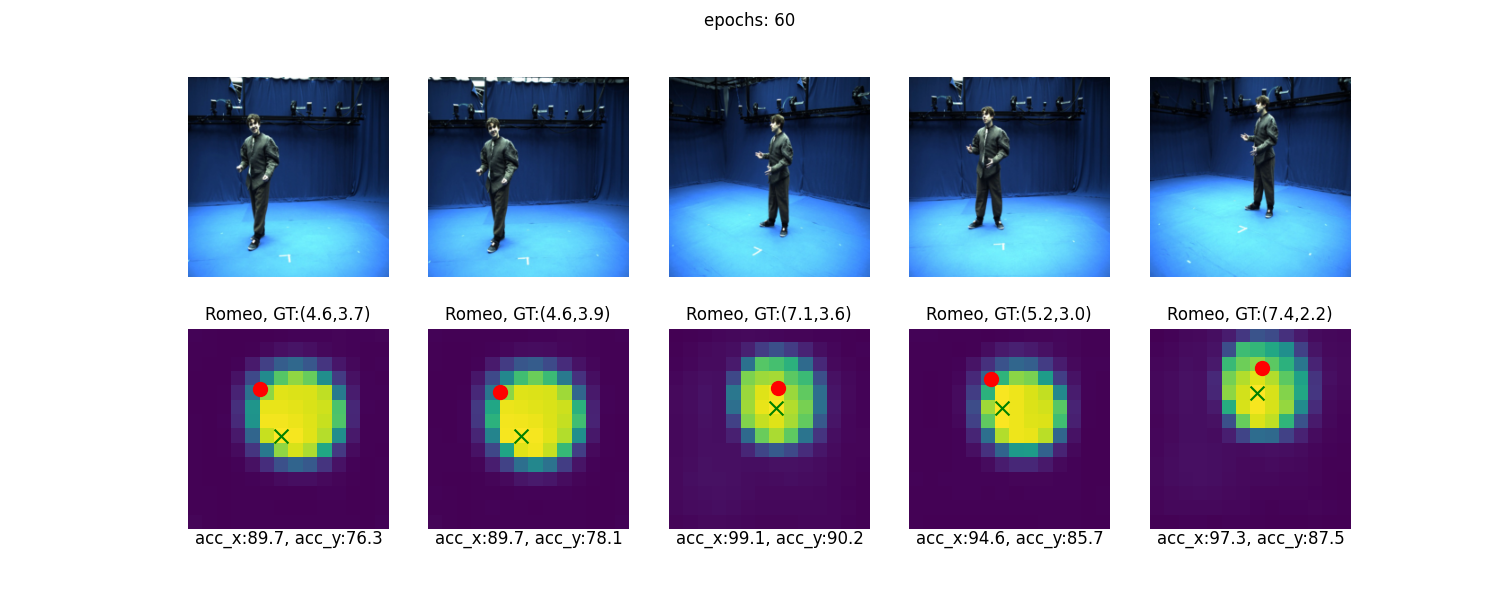 epochs: 60
Romeo, GT:(4.6,3.7)
Romeo, GT:(4.6,3.9)
Romeo, GT:(7.1,3.6)
Romeo, GT:(5.2,3.0)
Romeo, GT:(7.4,2.2)
acc_x:89.7, acc_y:76.3
acc_x:89.7, acc_y:78.1
acc_x:99.1, acc_y:90.2
acc_x:94.6, acc_y:85.7
acc_x:97.3, acc_y:87.5